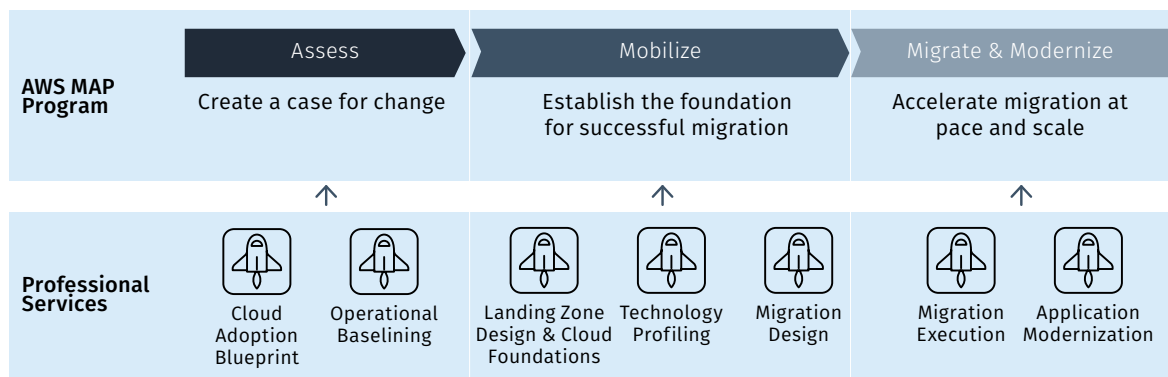 Assess
Mobilize
Migrate & Modernize
AWS MAP
Program
Create a case for change
Establish the foundation
for successful migration
Accelerate migration at
pace and scale
Professional
Services
Cloud
Adoption
Blueprint
Operational
Baselining
Landing Zone
Design & Cloud
Foundations
Technology
Profiling
Migration
Design
Migration
Execution
Application
Modernization